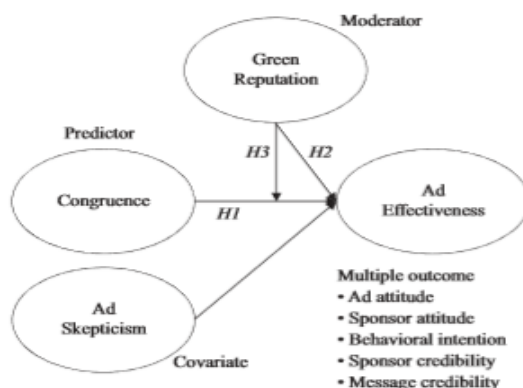 Moderator
Green
Reputation
Predictor
H3
H2
Congruence
H1
Ad
Effectiveness
Ad
Skepticism
Covariate
Multiple outcome
• Ad attitude
• Sponsor attitude
• Behavioral intention
• Sponsor credibility
• Message credibility